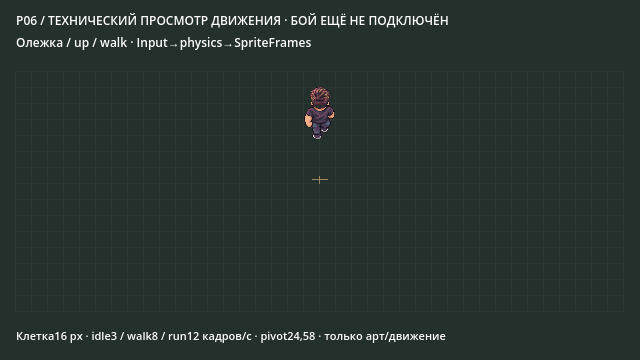 P06 / ТЕХНИЧЕСКИЙ ПРОСМОТР ДВИЖЕНИЯ · БОЙ ЕЩЁ НЕ ПОДКЛЮЧЁН
Олежка / up / walk · Input→physics→SpriteFrames
Клетка16 px · idle3 / walk8 / run12 кадров/с · pivot24,58 · только арт/движение